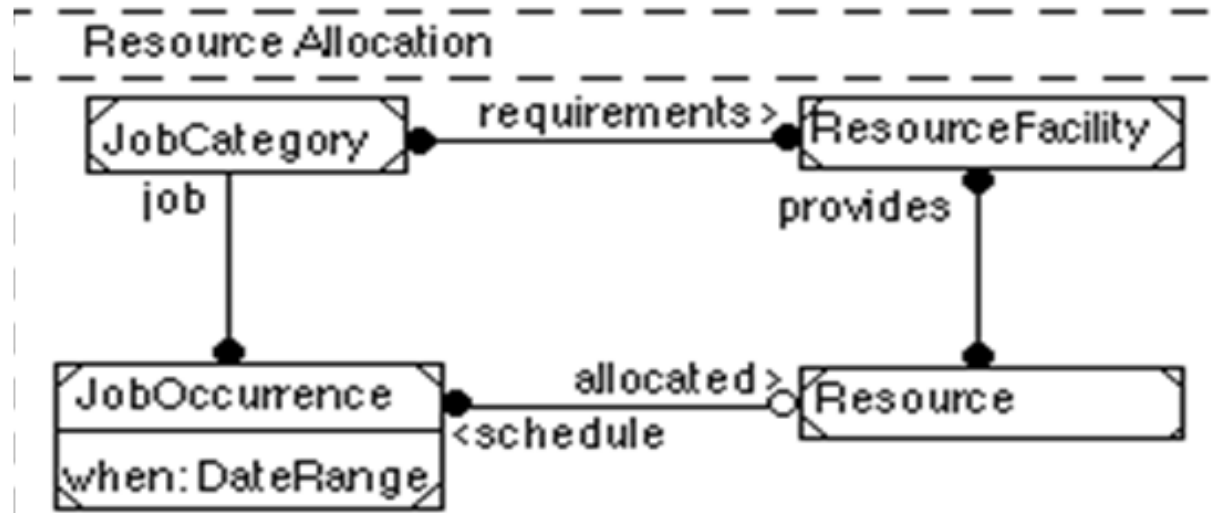 Resource Allocation
requirements >
JobCategory
ResourceFacility
job
provides
allocated >
JobOccurrence
Resource
<schedule
when: DateRange